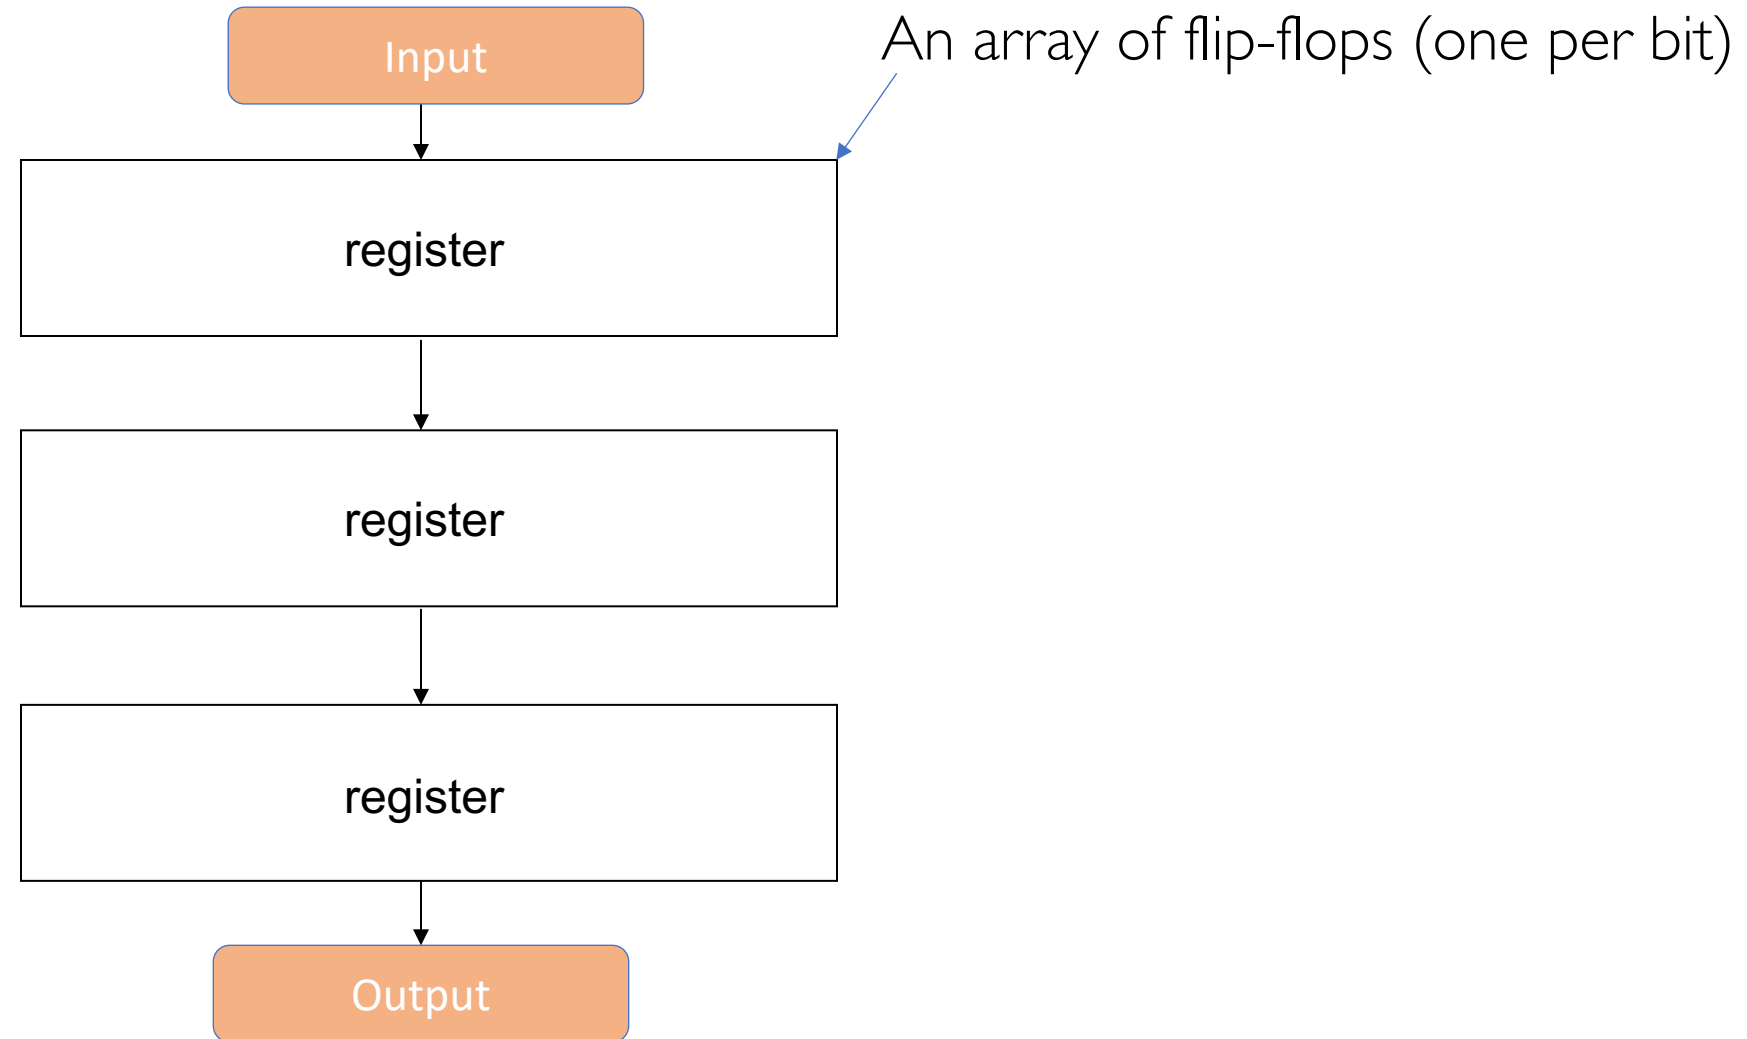 Input
An array of flip-flops (one per bit)
register
register
register
Output